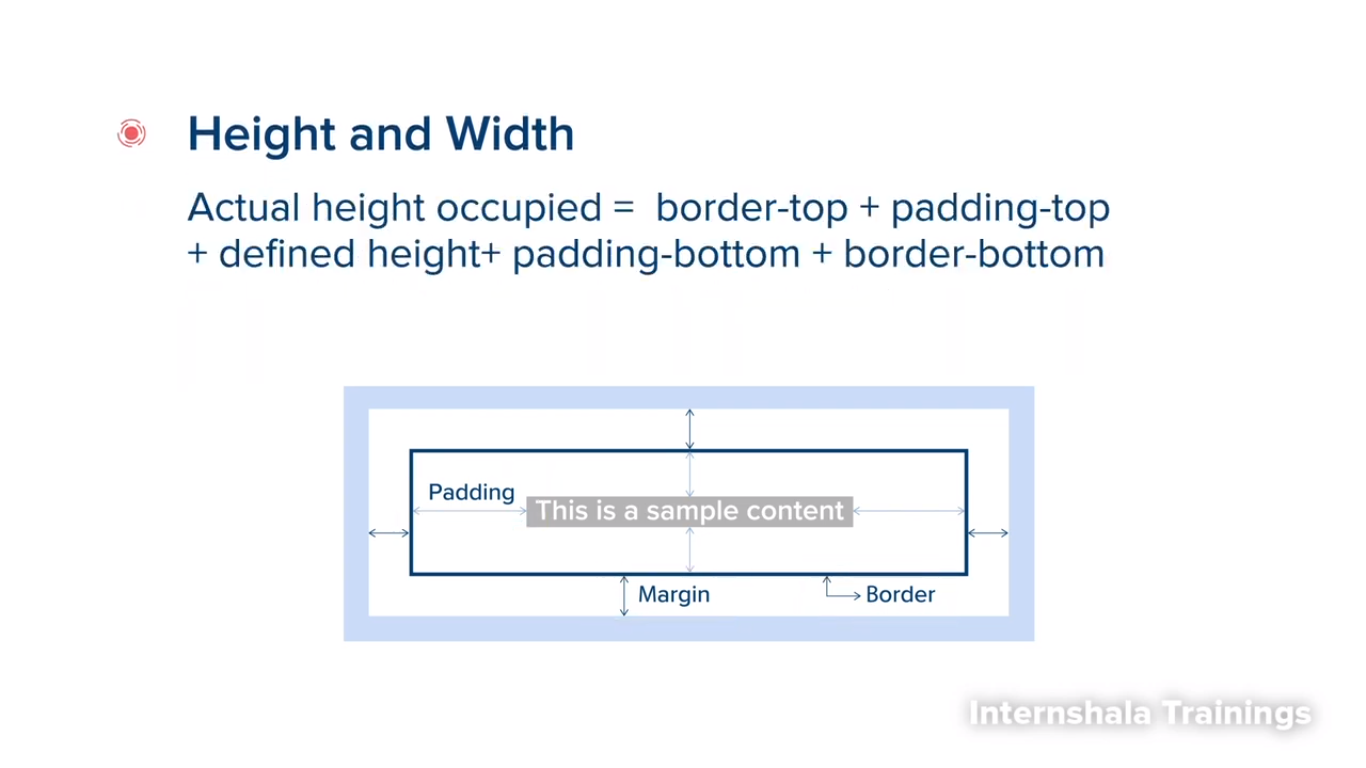 Height and Width
Actual height occupied = border-top + padding-top
+ defined height+ padding-bottom + border-bottom
Padding
This is a sample content
Margin
Border
Internshala Trainings